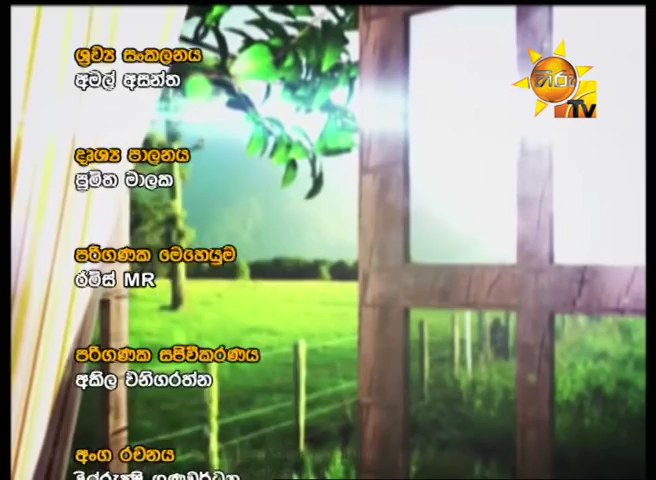 ශ්‍රව්‍ය සංකලනය
අමල් අසන්ත
හිරු
Tv
දෘශ්‍ය පාලනය
ප්‍රමිත මාලක
පරිගණක මෙහෙයුම
රමිස් MR
පරිගණක සජිවීකරණය
අකිල වනිගරත්න
අංග රචනය